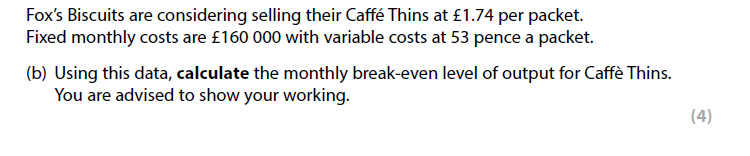 Fox's Biscuits are considering selling their Caffé Thins at £1.74 per packet.
Fixed monthly costs are £160 000 with variable costs at 53 pence a packet.
(b) Using this data, calculate the monthly break-even level of output for Caffè Thins.
You are advised to show your working.
(4)